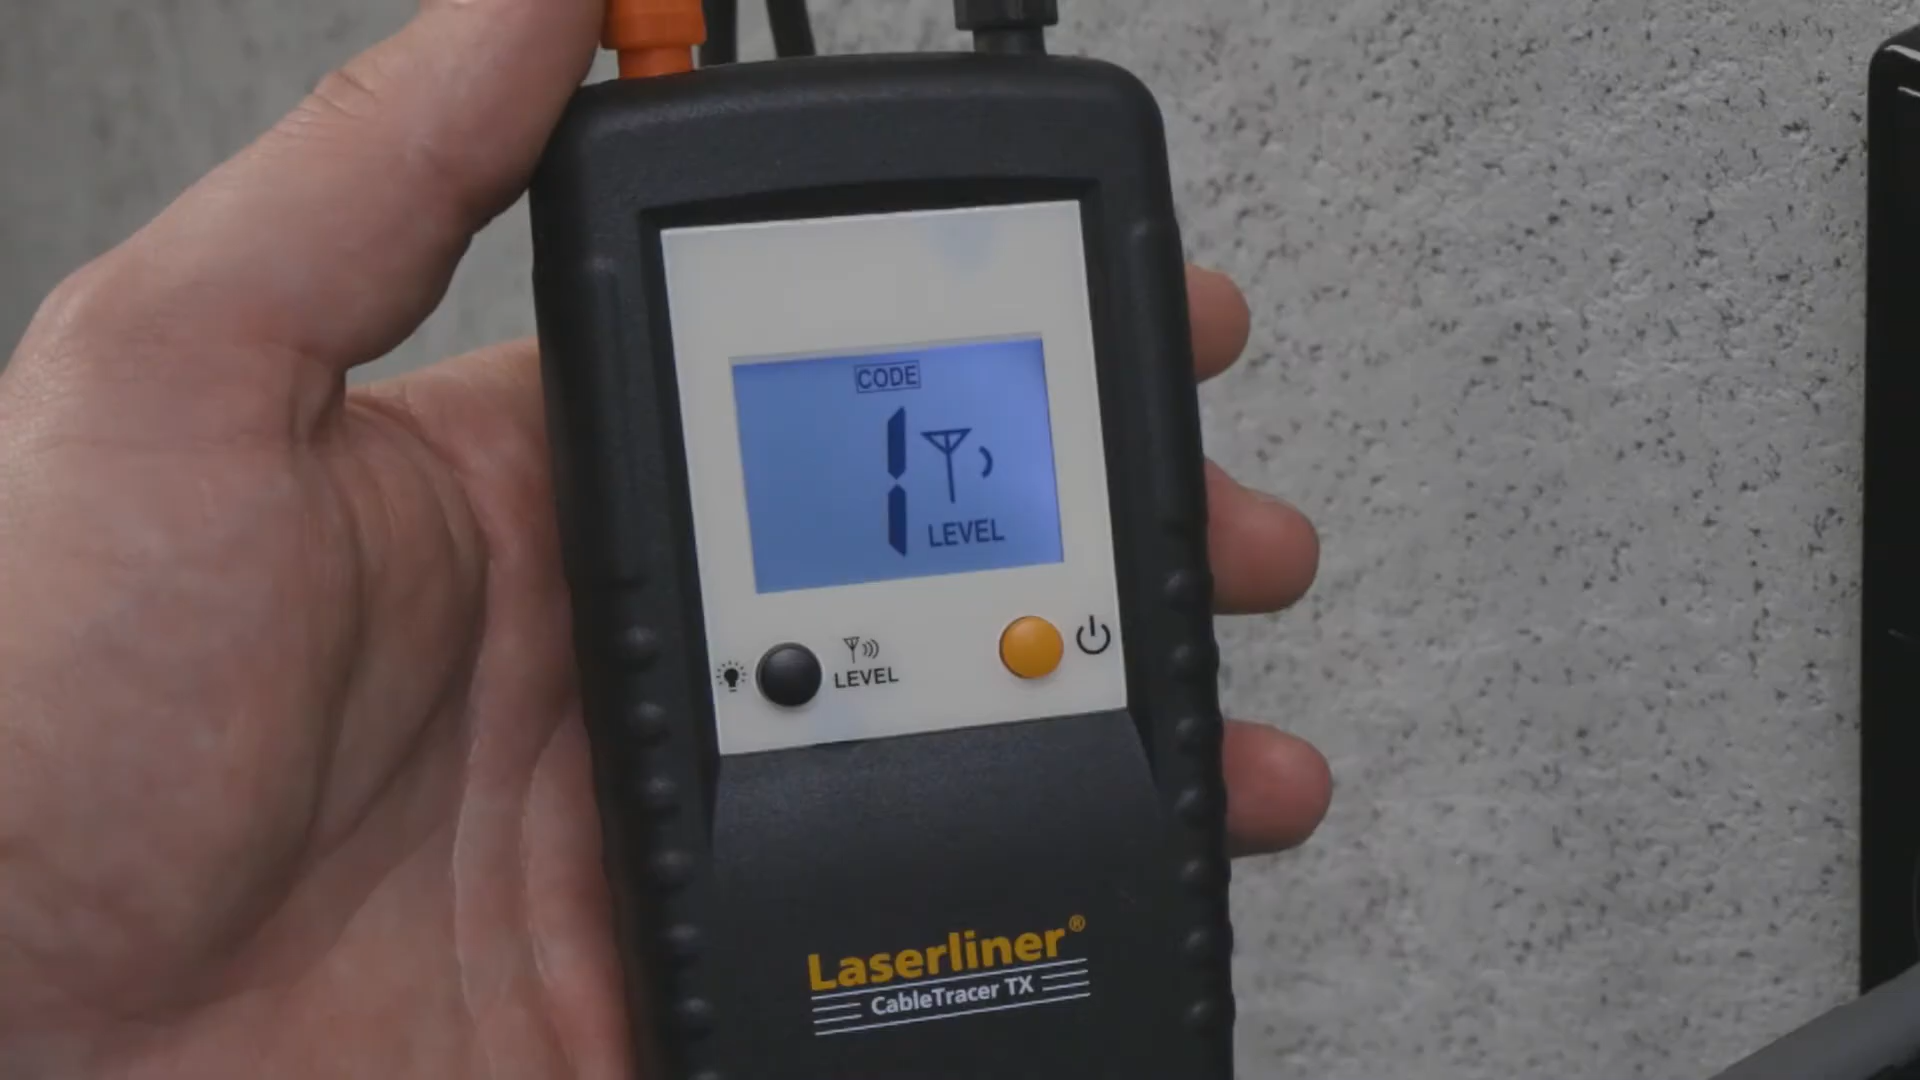 CODE
1
LEVEL
LEVEL
Laserliner®
CableTracer TX